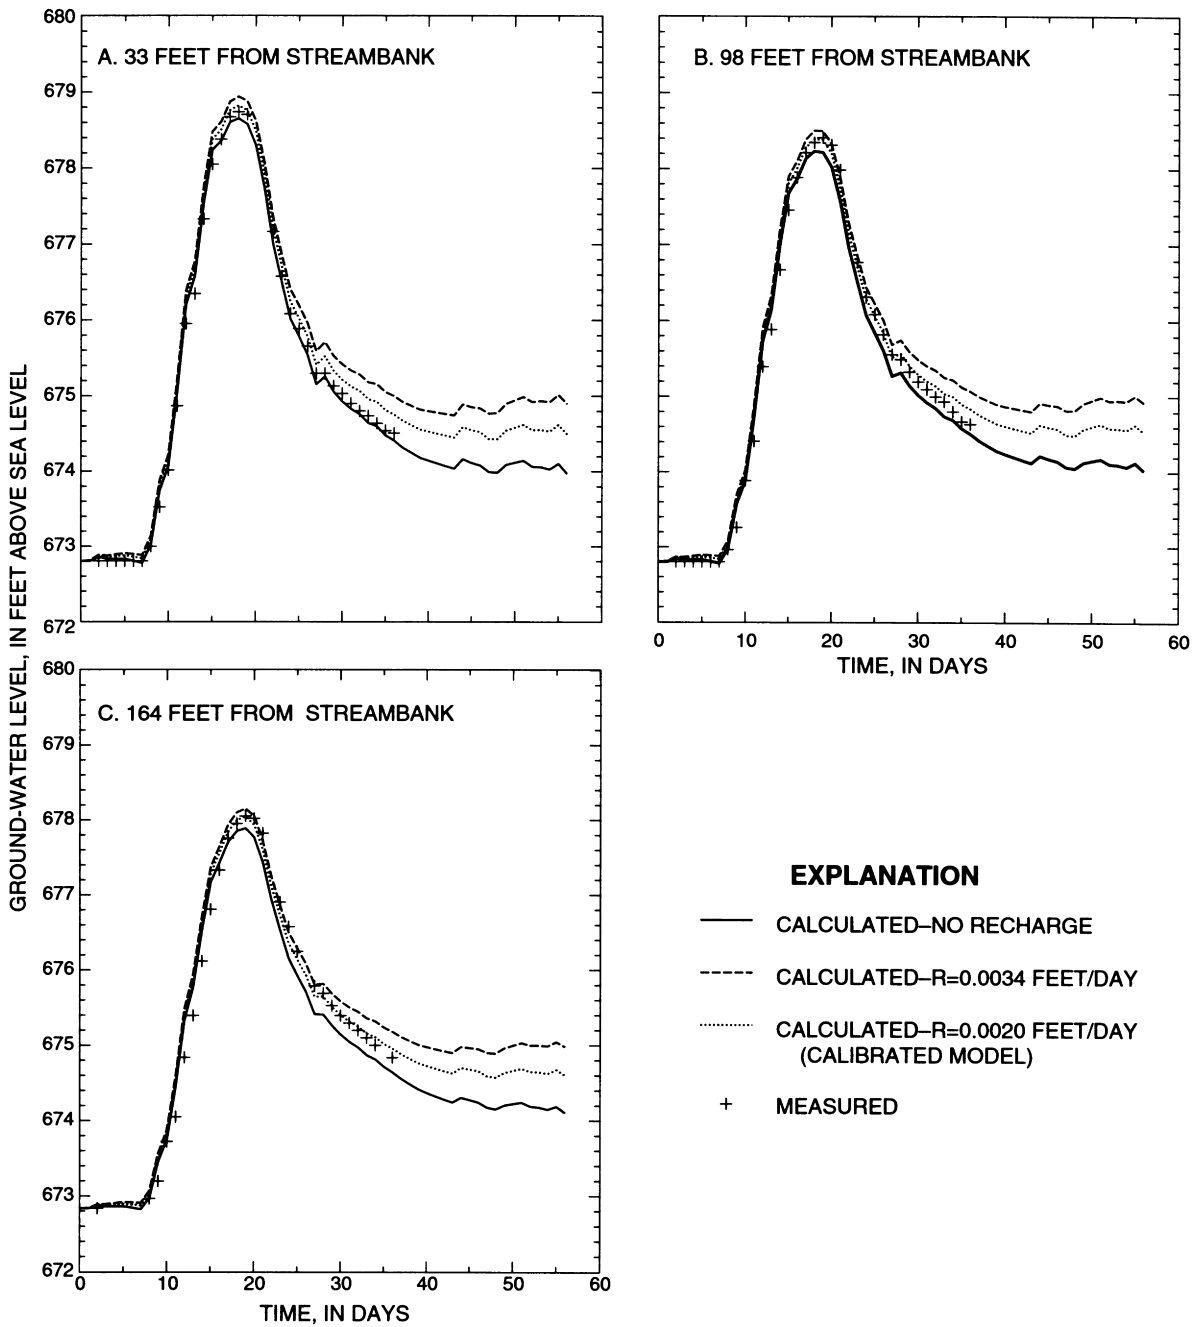 GROUND-WATER LEVEL, IN FEET ABOVE SEA LEVEL
A. 33 FEET FROM STREAMBANK
680
679
678
677
676
675
674
673
672
B. 98 FEET FROM STREAMBANK
0 10 20 30 40 50 60
TIME, IN DAYS
C. 164 FEET FROM STREAMBANK
680
679
678
677
676
675
674
673
672
0 10 20 30 40 50 60
TIME, IN DAYS
EXPLANATION
CALCULATED–NO RECHARGE
CALCULATED–R=0.0034 FEET/DAY
CALCULATED–R=0.0020 FEET/DAY
(CALIBRATED MODEL)
+ MEASURED